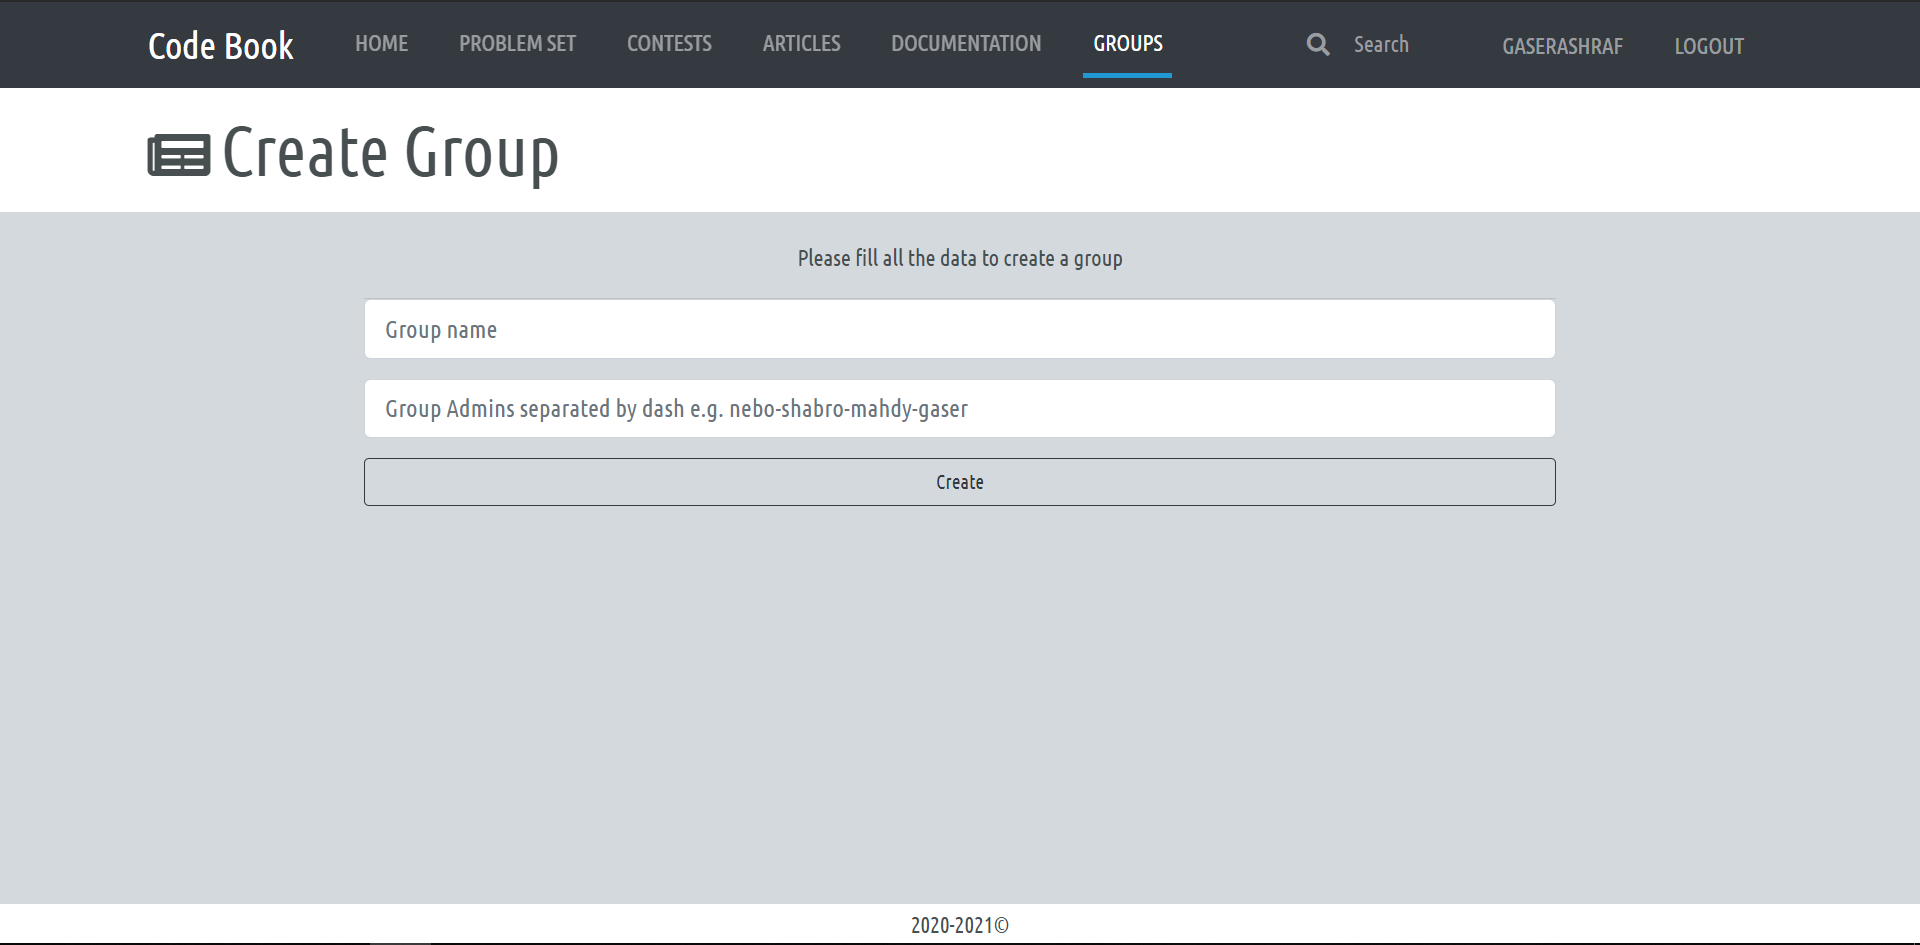 Code Book HOME PROBLEM SET CONTESTS ARTICLES DOCUMENTATION GROUPS Search GASERASHRAF LOGOUT
Create Group
Please fill all the data to create a group
Group name
Group Admins separated by dash e.g. nebo-shabro-mahdy-gaser
Create
2020-2021©